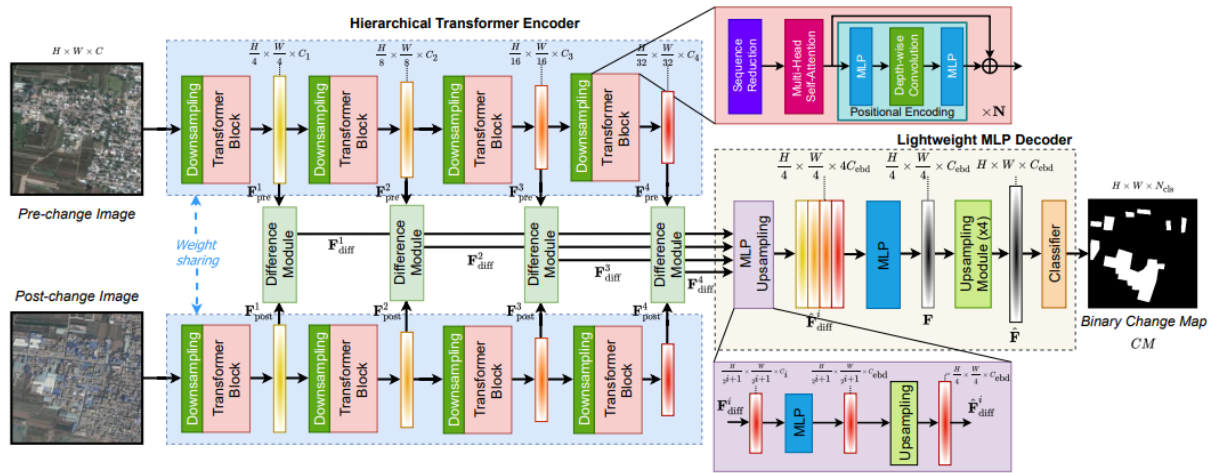 Hierarchical Transformer Encoder
H × W × C
Pre-change Image
H/4 × W/4 × C₁
H/8 × W/8 × C₂
H/16 × W/16 × C₃
H/32 × W/32 × C₄
Downsampling
Transformer Block
Downsampling
Transformer Block
Downsampling
Transformer Block
Downsampling
Transformer Block
Sequence Reduction
Multi-Head Self-Attention
MLP
Depth-wise Convolution
MLP
Positional Encoding
×N
F¹pre
F²pre
F³pre
F⁴pre
Weight sharing
Difference Module
Difference Module
Difference Module
Difference Module
F¹diff
F²diff
F³diff
F⁴diff
Post-change Image
F¹post
F²post
F³post
F⁴post
Downsampling
Transformer Block
Downsampling
Transformer Block
Downsampling
Transformer Block
Downsampling
Transformer Block
Lightweight MLP Decoder
H/4 × W/4 × 4Cebd
H/4 × W/4 × Cebd
H × W × Cebd
MLP Upsampling
F̂ⁱdiff
MLP
F
Upsampling Module (x4)
F̂
Classifier
H × W × Ncls
Binary Change Map
CM
H/2ⁱ⁺¹ × W/2ⁱ⁺¹ × Cᵢ
H/2ⁱ⁺¹ × W/2ⁱ⁺¹ × Cebd
H/4 × W/4 × Cebd
Fⁱdiff
MLP
Upsampling
F̂ⁱdiff